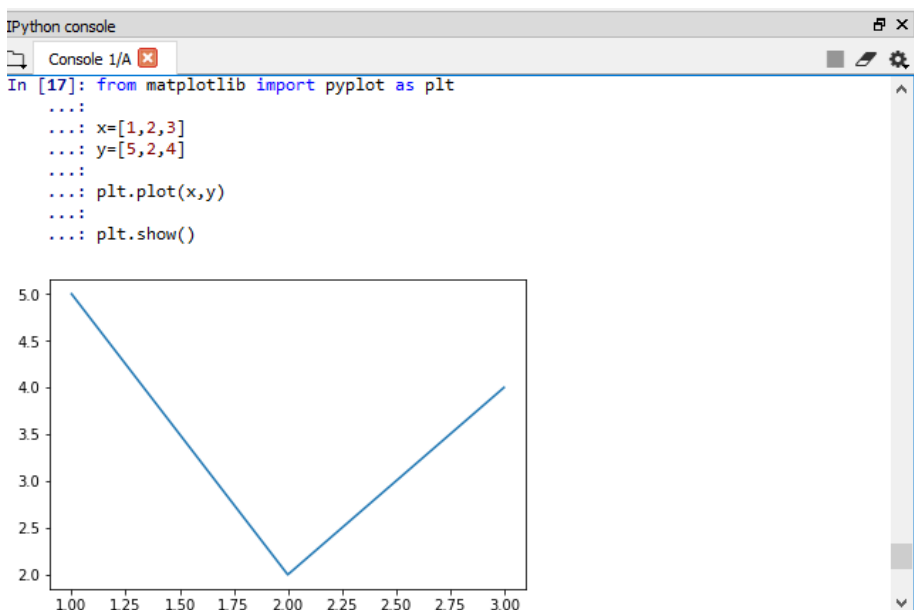 IPython console
Console 1/A
In [17]: from matplotlib import pyplot as plt
...:
...: x=[1,2,3]
...: y=[5,2,4]
...:
...: plt.plot(x,y)
...:
...: plt.show()
5.0
4.5
4.0
3.5
3.0
2.5
2.0
1.00 1.25 1.50 1.75 2.00 2.25 2.50 2.75 3.00